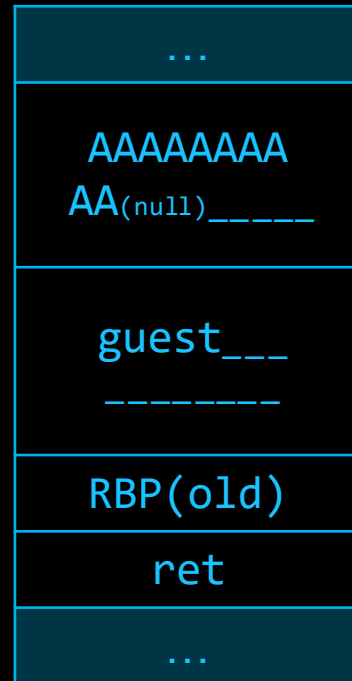 ...
AAAAAAAA
AA(null)_____
guest___
________
RBP(old)
ret
...